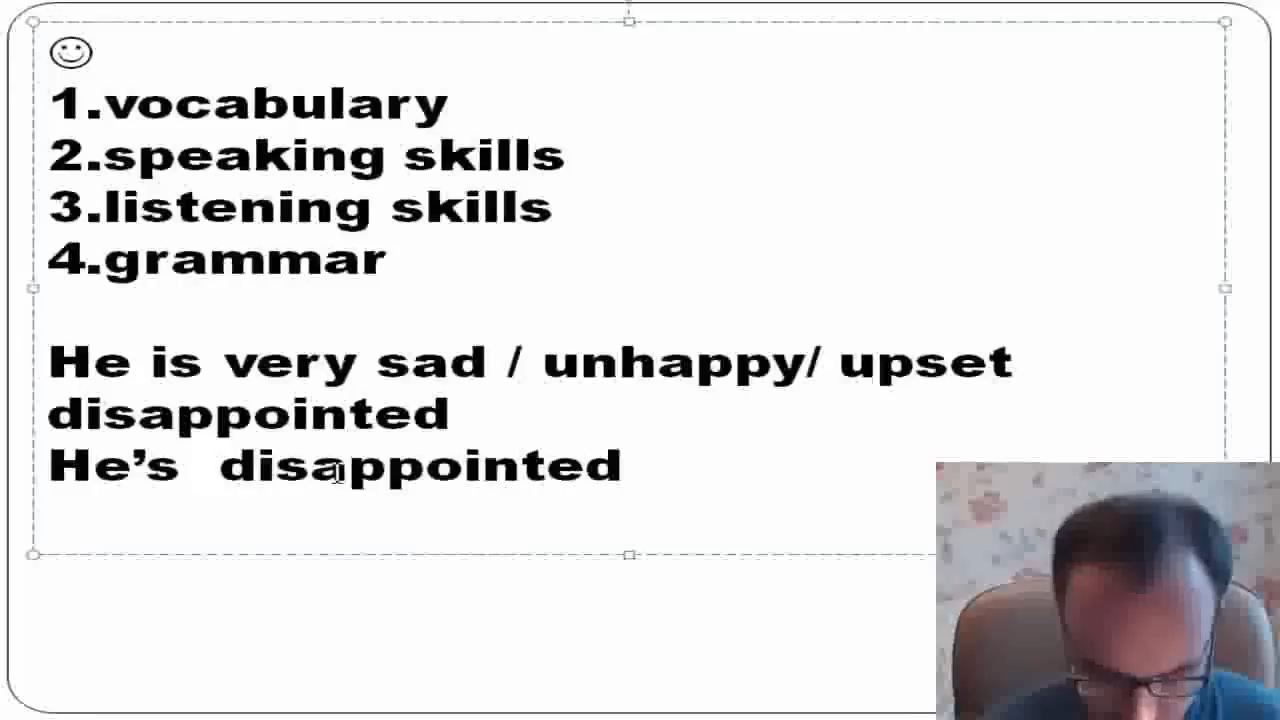 1.vocabulary
2.speaking skills
3.listening skills
4.grammar
He is very sad / unhappy/ upset
disappointed
He’s disappointed